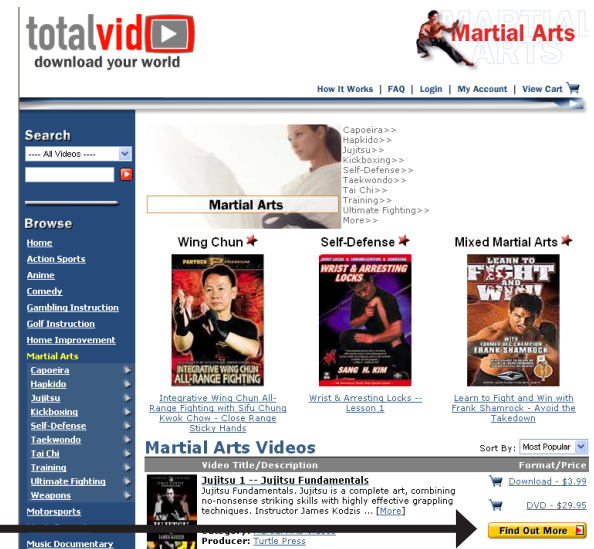 totalvid
download your world
Martial Arts
MARTIAL
ARTS
How It Works | FAQ | Login | My Account | View Cart
Search
---- All Videos ----
Browse
Home
Action Sports
Anime
Comedy
Gambling Instruction
Golf Instruction
Home Improvement
Martial Arts
Capoeira
Hapkido
Jujitsu
Kickboxing
Self-Defense
Taekwondo
Tai Chi
Training
Ultimate Fighting
Weapons
Motorsports
Music Documentary
Martial Arts
Capoeira>>
Hapkido>>
Jujitsu>>
Kickboxing>>
Self-Defense>>
Taekwondo>>
Tai Chi>>
Training>>
Ultimate Fighting>>
More>>
Wing Chun
PANTHER PREMIUM
INTEGRATIVE WING CHUN
ALL-RANGE FIGHTING
Integrative Wing Chun All-
Range Fighting with Sifu Chung
Kwok Chow - Close Range
Sticky Hands
Self-Defense
WRIST & ARRESTING
LOCKS
SANG H. KIM
Wrist & Arresting Locks --
Lesson 1
Mixed Martial Arts
LEARN TO
FIGHT
AND
WIN
WITH
FORMER UFC CHAMPION
FRANK SHAMROCK
Learn to Fight and Win with
Frank Shamrock - Avoid the
Takedown
Martial Arts Videos
Sort By: Most Popular
Video Title/Description
Format/Price
Jujitsu 1 -- Jujitsu Fundamentals
Jujitsu Fundamentals. Jujitsu is a complete art, combining
no-nonsense striking skills with highly effective grappling
techniques. Instructor James Kodzis ... [More]
Download - $3.99
DVD - $29.95
Find Out More
Producer: Turtle Press